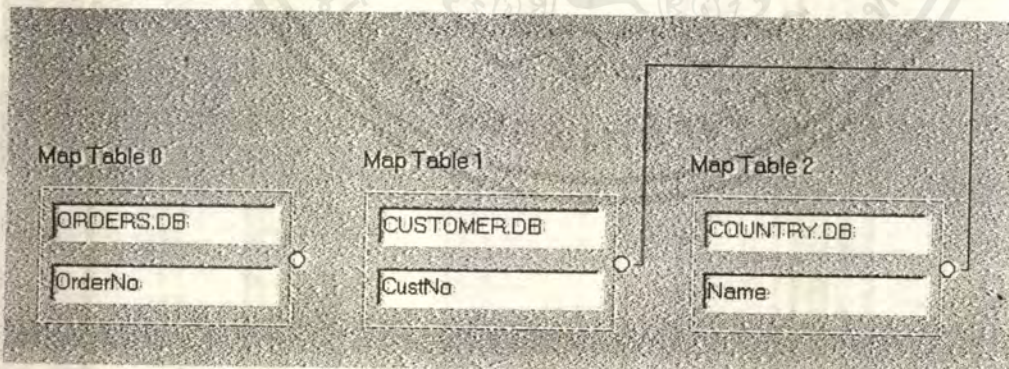 Map Table 0
ORDERS.DB
OrderNo
Map Table 1
CUSTOMER.DB
CustNo
Map Table 2
COUNTRY.DB
Name